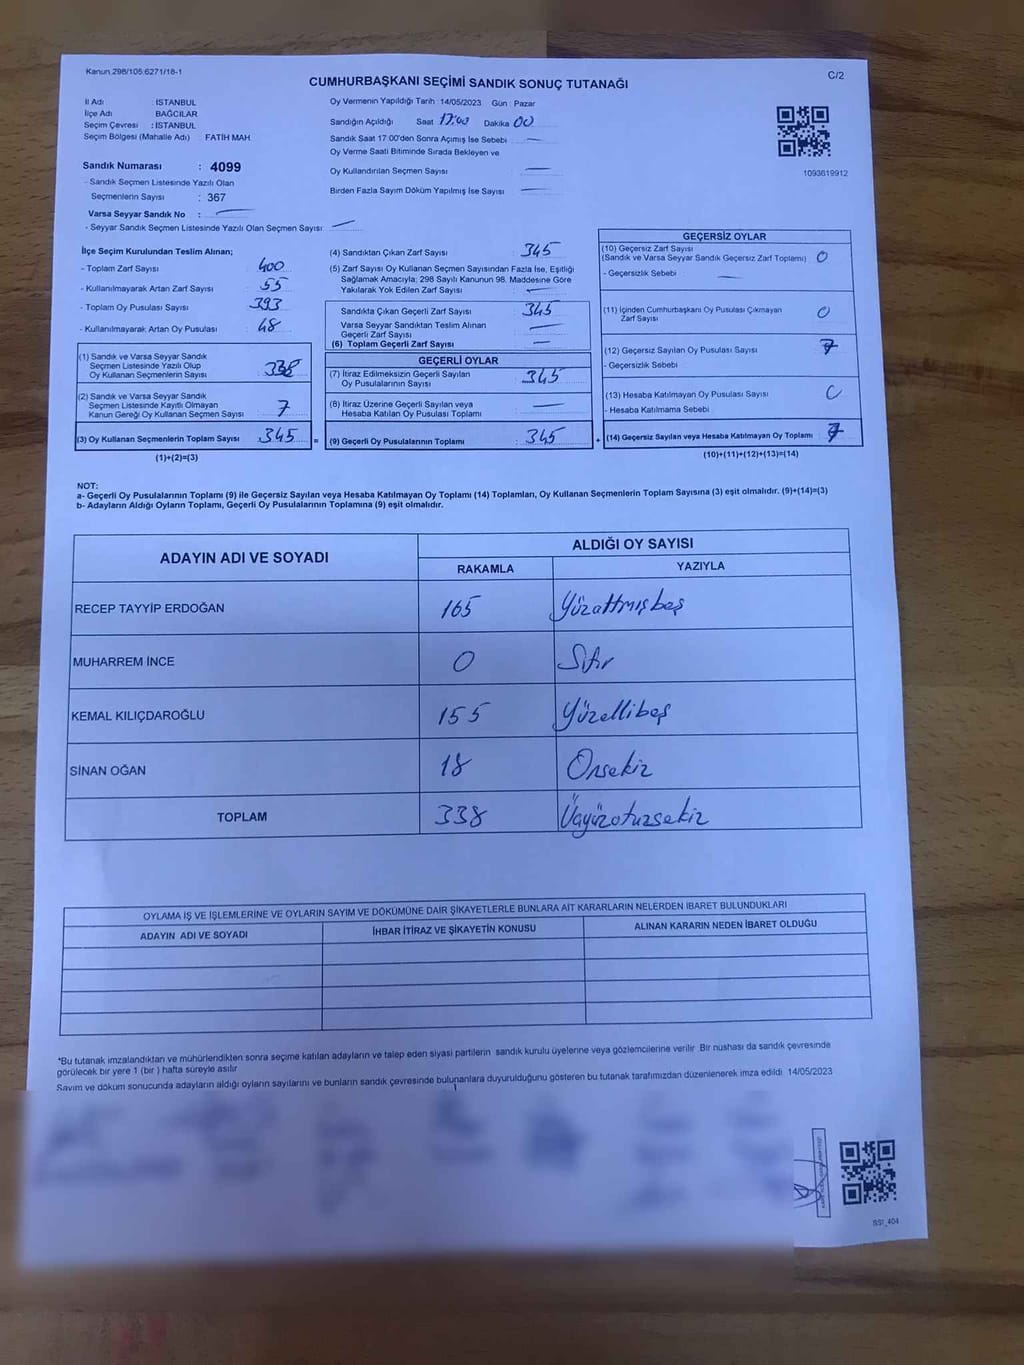 Kanun 298/105 6271/18-1
C/2
CUMHURBAŞKANI SEÇİMİ SANDIK SONUÇ TUTANAĞI
İl Adı İSTANBUL
İlçe Adı BAĞCILAR
Seçim Çevresi : İSTANBUL
Seçim Bölgesi (Mahalle Adı) FATİH MAH.
Sandık Numarası : 4099
- Sandık Seçmen Listesinde Yazılı Olan
Seçmenlerin Sayısı : 367
Varsa Seyyar Sandık No : —
- Seyyar Sandık Seçmen Listesinde Yazılı Olan Seçmen Sayısı —
Oy Vermenin Yapıldığı Tarih 14/05/2023 Gün : Pazar
Sandığın Açıldığı Saat 17:00 Dakika 00
Sandık Saat 17 00'den Sonra Açımış İse Sebebi —
Oy Verme Saati Bitiminde Sırada Bekleyen ve
Oy Kullandırılan Seçmen Sayısı —
Birden Fazla Sayım Döküm Yapılmış İse Sayısı —
1093619912
İlçe Seçim Kurulundan Teslim Alınan;
- Toplam Zarf Sayısı 400
- Kullanılmayarak Artan Zarf Sayısı 55
- Toplam Oy Pusulası Sayısı 393
- Kullanılmayarak Artan Oy Pusulası 48
(1) Sandık ve Varsa Seyyar Sandık
Seçmen Listesinde Yazılı Olup
Oy Kullanan Seçmenlerin Sayısı 338
(2) Sandık ve Varsa Seyyar Sandık
Seçmen Listesinde Kayıtlı Olmayan
Kanun Gereği Oy Kullanan Seçmen Sayısı 7
(3) Oy Kullanan Seçmenlerin Toplam Sayısı 345 =
(1)+(2)=(3)
(4) Sandıktan Çıkan Zarf Sayısı 345
(5) Zarf Sayısı Oy Kullanan Seçmen Sayısından Fazla İse, Eşitliği
Sağlamak Amacıyla; 298 Sayılı Kanunun 98. Maddesine Göre
Yakılarak Yok Edilen Zarf Sayısı —
Sandıkta Çıkan Geçerli Zarf Sayısı 345
Varsa Seyyar Sandıktan Teslim Alınan
Geçerli Zarf Sayısı —
(6) Toplam Geçerli Zarf Sayısı —
GEÇERLİ OYLAR
(7) İtiraz Edilmeksizin Geçerli Sayılan
Oy Pusulalarının Sayısı 345
(8) İtiraz Üzerine Geçerli Sayılan veya
Hesaba Katılan Oy Pusulası Toplamı —
(9) Geçerli Oy Pusulalarının Toplamı : 345 +
GEÇERSİZ OYLAR
(10) Geçersiz Zarf Sayısı
(Sandık ve Varsa Seyyar Sandık Geçersiz Zarf Toplamı) 0
- Geçersizlik Sebebi —
(11) İçinden Cumhurbaşkanı Oy Pusulası Çıkmayan
Zarf Sayısı 0
(12) Geçersiz Sayılan Oy Pusulası Sayısı 7
- Geçersizlik Sebebi
(13) Hesaba Katılmayan Oy Pusulası Sayısı 0
- Hesaba Katılmama Sebebi
(14) Geçersiz Sayılan veya Hesaba Katılmayan Oy Toplamı 7
(10)+(11)+(12)+(13)=(14)
NOT:
a- Geçerli Oy Pusulalarının Toplamı (9) ile Geçersiz Sayılan veya Hesaba Katılmayan Oy Toplamı (14) Toplamları, Oy Kullanan Seçmenlerin Toplam Sayısına (3) eşit olmalıdır. (9)+(14)=(3)
b- Adayların Aldığı Oyların Toplamı, Geçerli Oy Pusulalarının Toplamına (9) eşit olmalıdır.
ADAYIN ADI VE SOYADI ALDIĞI OY SAYISI
RAKAMLA YAZIYLA
RECEP TAYYİP ERDOĞAN 165 Yüzaltmışbeş
MUHARREM İNCE 0 Sıfır
KEMAL KILIÇDAROĞLU 155 Yüzellibeş
SİNAN OĞAN 18 Onsekiz
TOPLAM 338 Üçyüzotuzsekiz
OYLAMA İŞ VE İŞLEMLERİNE VE OYLARIN SAYIM VE DÖKÜMÜNE DAİR ŞİKAYETLERLE BUNLARA AİT KARARLARIN NELERDEN İBARET BULUNDUKLARI
ADAYIN ADI VE SOYADI İHBAR İTİRAZ VE ŞİKAYETİN KONUSU ALINAN KARARIN NEDEN İBARET OLDUĞU
*Bu tutanak imzalandıktan ve mühürlendikten sonra seçime katılan adayların ve talep eden siyasi partilerin sandık kurulu üyelerine veya gözlemcilerine verilir Bir nüshası da sandık çevresinde
görülecek bir yere 1 (bir ) hafta süreyle asılır
Sayım ve döküm sonucunda adayların aldığı oyların sayılarını ve bunların sandık çevresinde bulunanlara duyurulduğunu gösteren bu tutanak tarafımızdan düzenlenerek imza edildi 14/05/2023
SS1_404